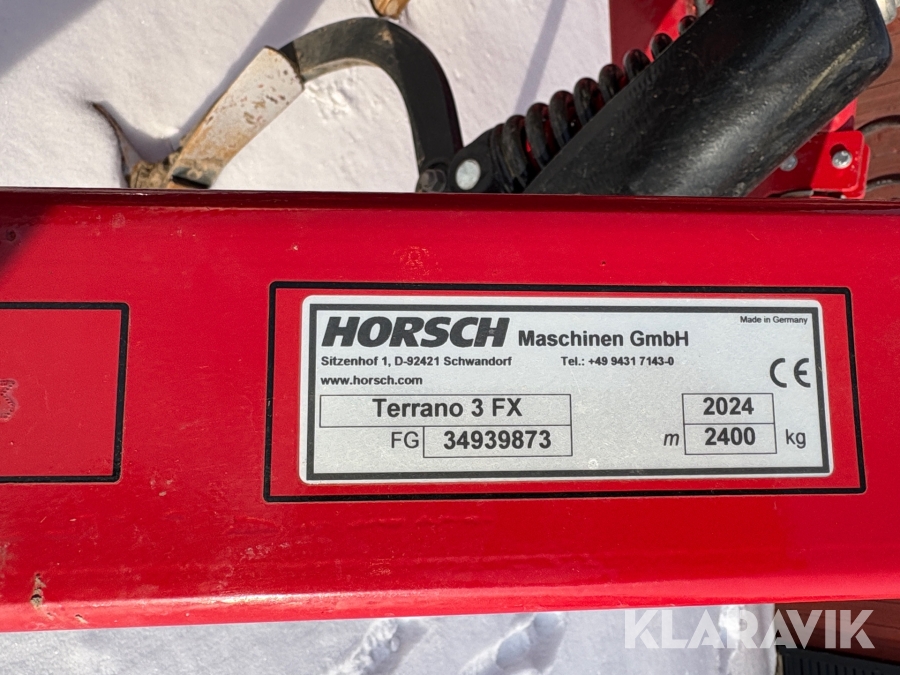 HORSCH Maschinen GmbH
Made in Germany
Sitzenhof 1, D-92421 Schwandorf Tel.: +49 9431 7143-0
www.horsch.com
CE
Terrano 3 FX 2024
FG 34939873 m 2400 kg
KLARAVIK